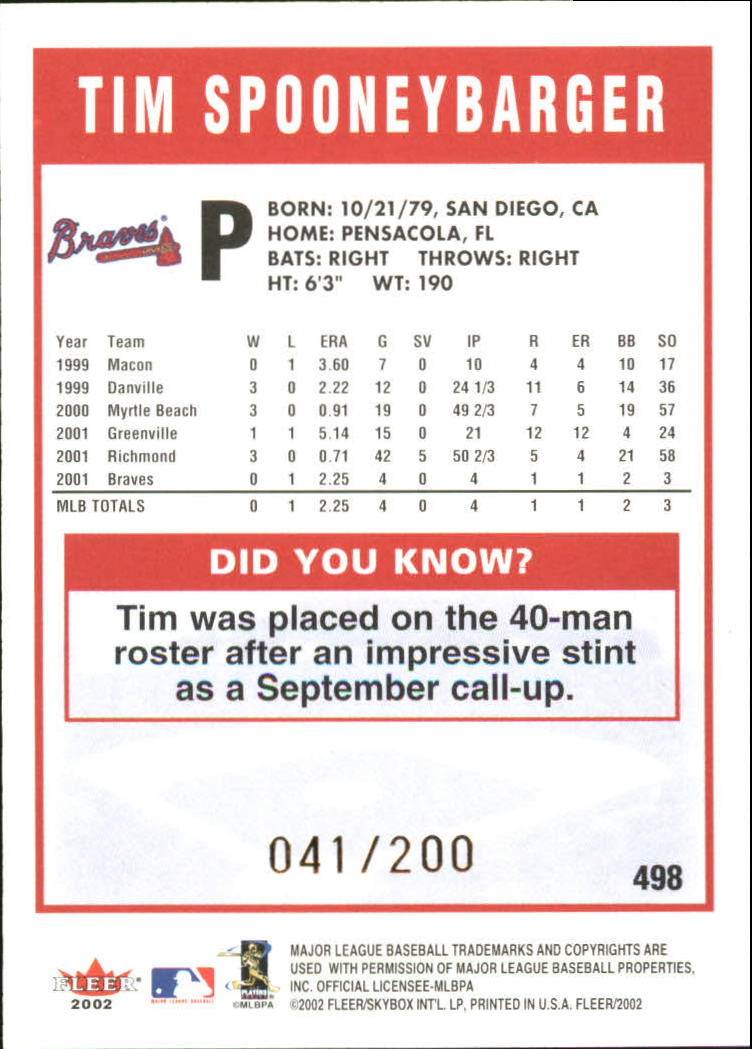 TIM SPOONEYBARGER
Braves
P
BORN: 10/21/79, SAN DIEGO, CA
HOME: PENSACOLA, FL
BATS: RIGHT THROWS: RIGHT
HT: 6'3" WT: 190
Year Team W L ERA G SV IP R ER BB SO
1999 Macon 0 1 3.60 7 0 10 4 4 10 17
1999 Danville 3 0 2.22 12 0 24 1/3 11 6 14 36
2000 Myrtle Beach 3 0 0.91 19 0 49 2/3 7 5 19 57
2001 Greenville 1 1 5.14 15 0 21 12 12 4 24
2001 Richmond 3 0 0.71 42 5 50 2/3 5 4 21 58
2001 Braves 0 1 2.25 4 0 4 1 1 2 3
MLB TOTALS 0 1 2.25 4 0 4 1 1 2 3
DID YOU KNOW?
Tim was placed on the 40-man
roster after an impressive stint
as a September call-up.
041/200
498
FLEER
2002
MAJOR LEAGUE BASEBALL
PLAYERS
©MLBPA
MAJOR LEAGUE BASEBALL TRADEMARKS AND COPYRIGHTS ARE
USED WITH PERMISSION OF MAJOR LEAGUE BASEBALL PROPERTIES,
INC. OFFICIAL LICENSEE-MLBPA
©2002 FLEER/SKYBOX INT'L. LP, PRINTED IN U.S.A. FLEER/2002